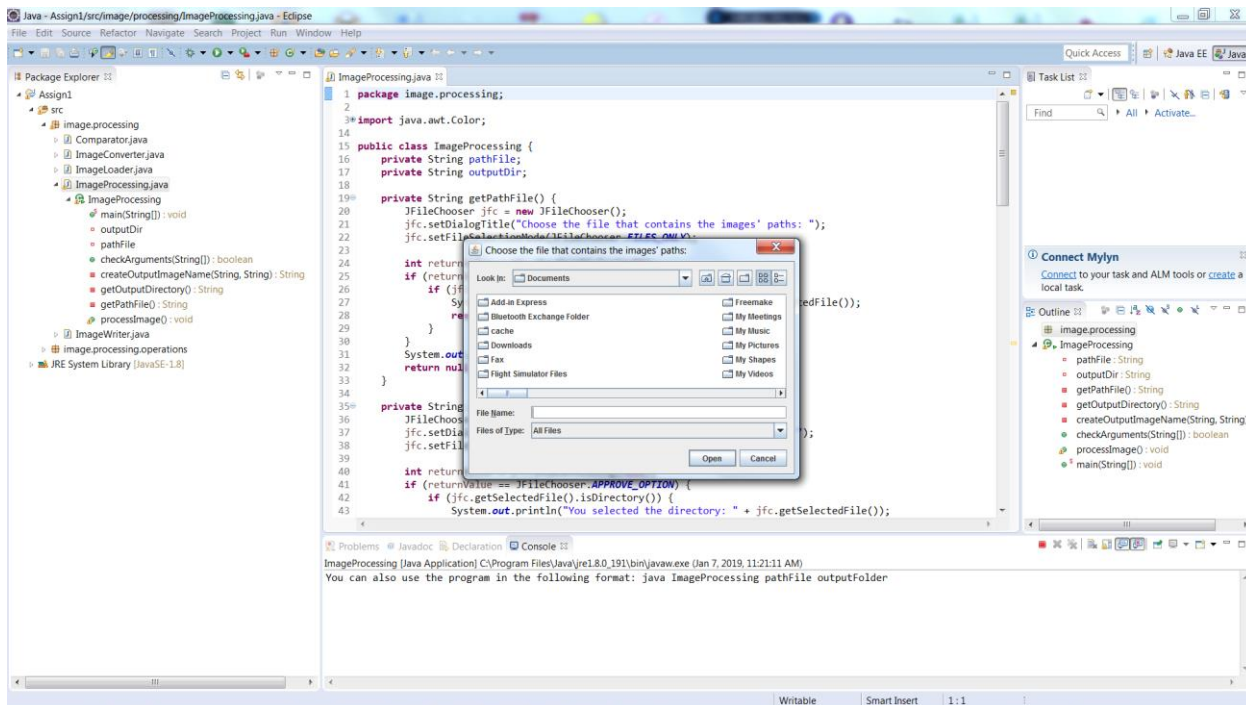 Java - Assign1/src/image/processing/ImageProcessing.java - Eclipse
File Edit Source Refactor Navigate Search Project Run Window Help
Quick Access
Java EE
Java
Package Explorer
Assign1
src
image.processing
Comparator.java
ImageConverter.java
ImageLoader.java
ImageProcessing.java
ImageProcessing
main(String[]) : void
outputDir
pathFile
checkArguments(String[]) : boolean
createOutputImageName(String, String) : String
getOutputDirectory() : String
getPathFile() : String
processImage() : void
ImageWriter.java
image.processing.operations
JRE System Library [JavaSE-1.8]
ImageProcessing.java
1 package image.processing;
2
3 import java.awt.Color;
14
15 public class ImageProcessing {
16 private String pathFile;
17 private String outputDir;
18
19 private String getPathFile() {
20 JFileChooser jfc = new JFileChooser();
21 jfc.setDialogTitle("Choose the file that contains the images' paths: ");
22 jfc.setFileSelectionMode(JFileChooser.FILES_ONLY);
23
24 int return
25 if (return
26 if (jf
27 Sy edFile());
28 re
29 }
30 }
31 System.out
32 return nul
33 }
34
35 private String
36 JFileChoos
37 jfc.setDia ");
38 jfc.setFil
39
40 int return
41 if (returnValue == JFileChooser.APPROVE_OPTION) {
42 if (jfc.getSelectedFile().isDirectory()) {
43 System.out.println("You selected the directory: " + jfc.getSelectedFile());
Choose the file that contains the images' paths:
Look In: Documents
Add-in Express
Bluetooth Exchange Folder
cache
Downloads
Fax
Flight Simulator Files
Freemake
My Meetings
My Music
My Pictures
My Shapes
My Videos
File Name:
Files of Type: All Files
Open Cancel
Task List
Find All Activate...
Connect Mylyn
Connect to your task and ALM tools or create a
local task.
Outline
image.processing
ImageProcessing
pathFile : String
outputDir : String
getPathFile() : String
getOutputDirectory() : String
createOutputImageName(String, String)
checkArguments(String[]) : boolean
processImage() : void
main(String[]) : void
Problems Javadoc Declaration Console
ImageProcessing [Java Application] C:\Program Files\Java\jre1.8.0_191\bin\javaw.exe (Jan 7, 2019, 11:21:11 AM)
You can also use the program in the following format: java ImageProcessing pathFile outputFolder
Writable Smart Insert 1 : 1